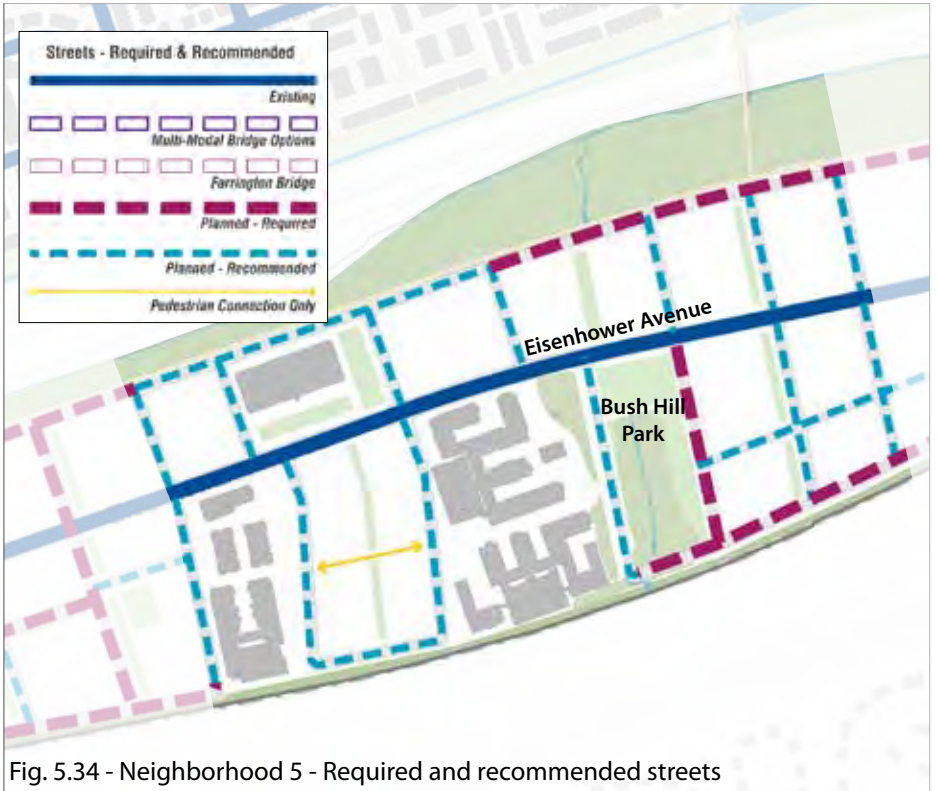 Streets - Required & Recommended
Existing
Multi-Modal Bridge Options
Farrington Bridge
Planned - Required
Planned - Recommended
Pedestrian Connection Only
Eisenhower Avenue
Bush Hill
Park
Fig. 5.34 - Neighborhood 5 - Required and recommended streets